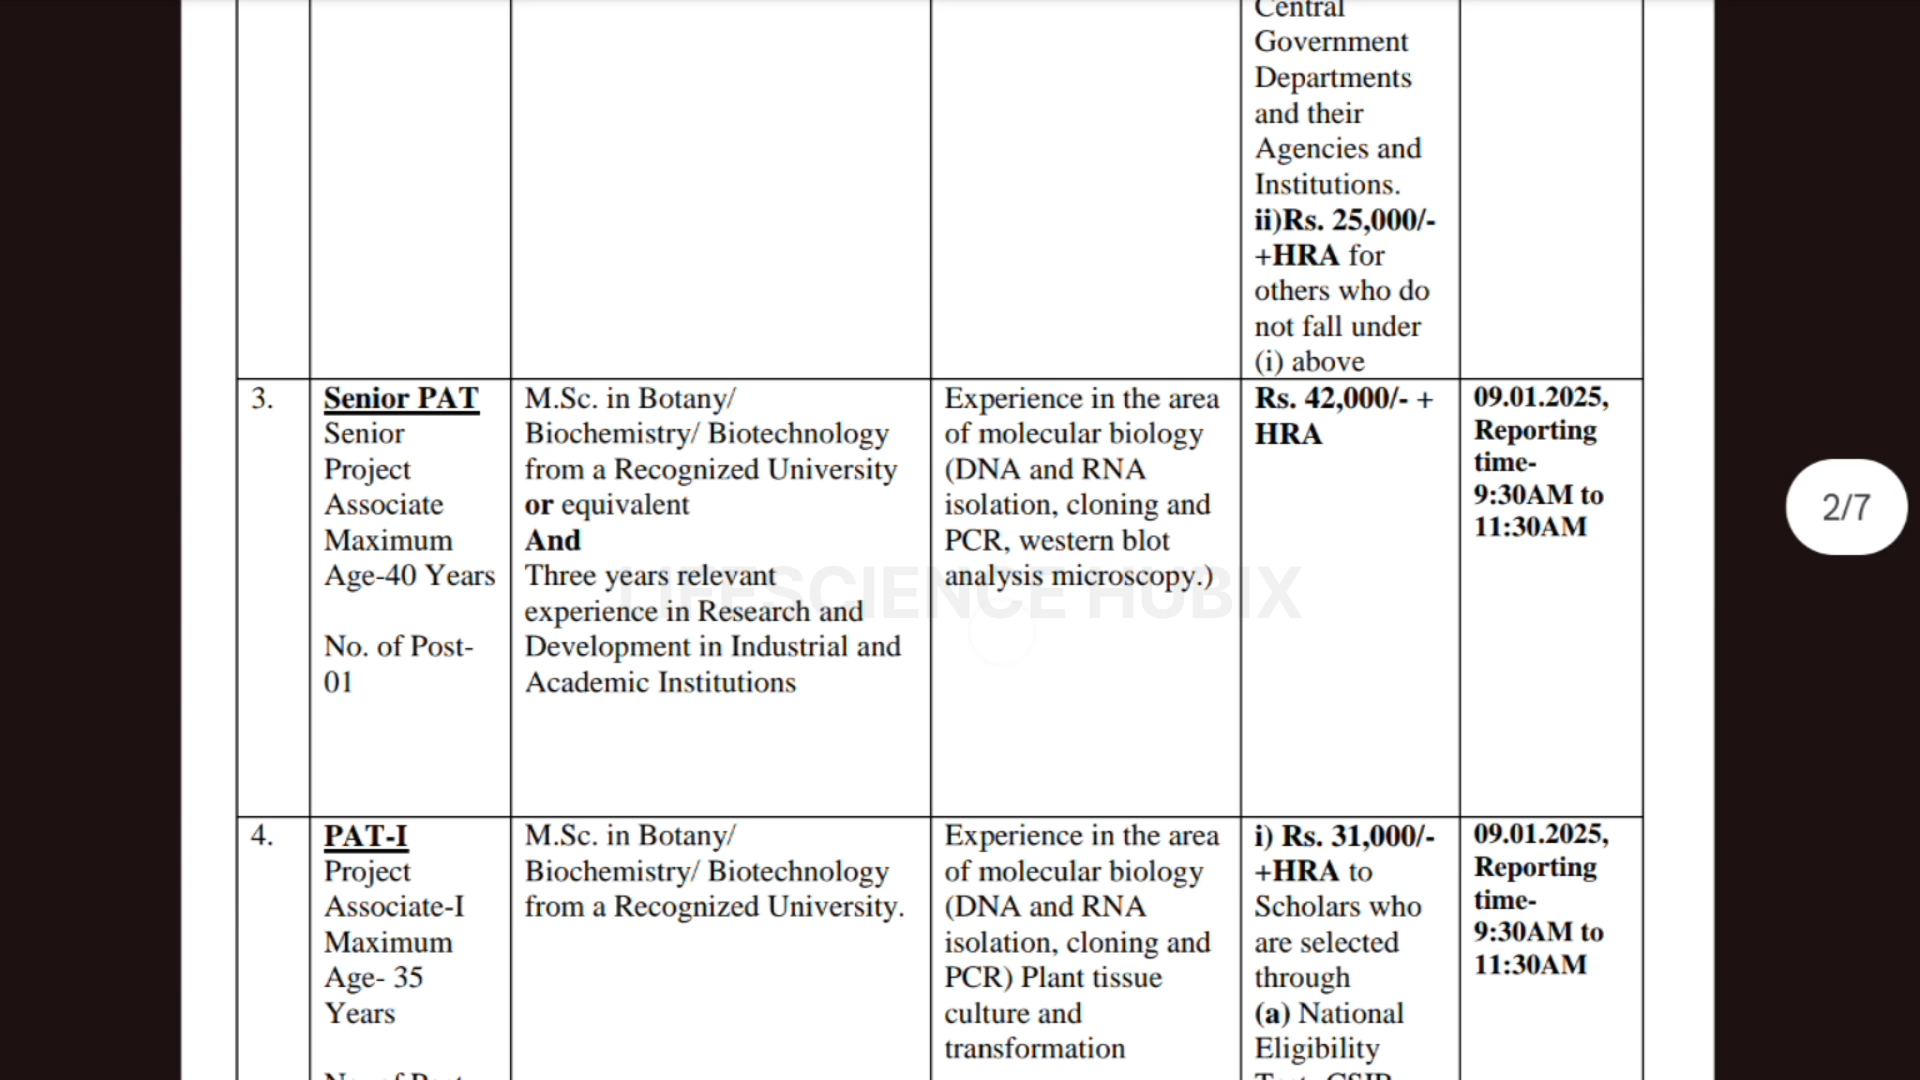 Central
Government
Departments
and their
Agencies and
Institutions.
ii)Rs. 25,000/-
+HRA for
others who do
not fall under
(i) above
3.
Senior PAT
Senior
Project
Associate
Maximum
Age-40 Years
No. of Post-
01
M.Sc. in Botany/
Biochemistry/ Biotechnology
from a Recognized University
or equivalent
And
Three years relevant
experience in Research and
Development in Industrial and
Academic Institutions
Experience in the area
of molecular biology
(DNA and RNA
isolation, cloning and
PCR, western blot
analysis microscopy.)
Rs. 42,000/- +
HRA
09.01.2025,
Reporting
time-
9:30AM to
11:30AM
LIFESCIENCE HUBIX
2/7
4.
PAT-I
Project
Associate-I
Maximum
Age- 35
Years
No. of Post-
M.Sc. in Botany/
Biochemistry/ Biotechnology
from a Recognized University.
Experience in the area
of molecular biology
(DNA and RNA
isolation, cloning and
PCR) Plant tissue
culture and
transformation
i) Rs. 31,000/-
+HRA to
Scholars who
are selected
through
(a) National
Eligibility
Test- CSIR
09.01.2025,
Reporting
time-
9:30AM to
11:30AM